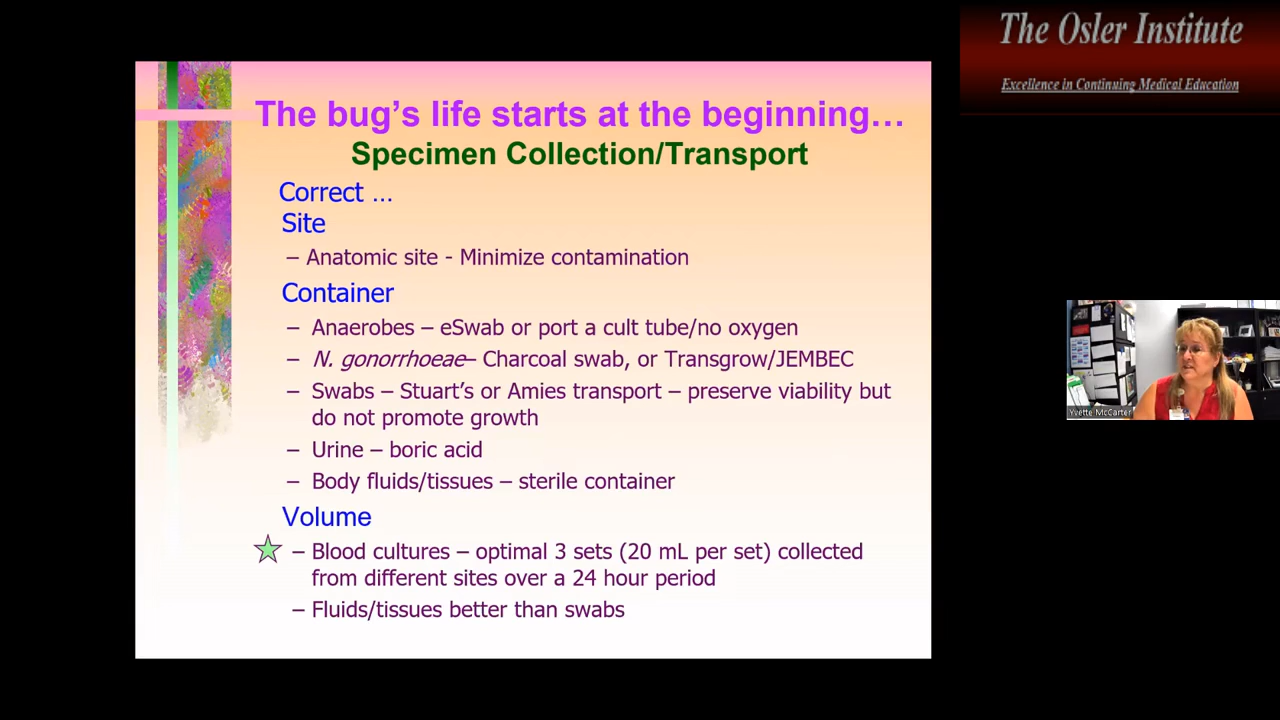 The Osler Institute
Excellence in Continuing Medical Education
The bug’s life starts at the beginning…
Specimen Collection/Transport
Correct …
Site
– Anatomic site - Minimize contamination
Container
– Anaerobes – eSwab or port a cult tube/no oxygen
– N. gonorrhoeae– Charcoal swab, or Transgrow/JEMBEC
– Swabs – Stuart’s or Amies transport – preserve viability but
do not promote growth
– Urine – boric acid
– Body fluids/tissues – sterile container
Volume
– Blood cultures – optimal 3 sets (20 mL per set) collected
from different sites over a 24 hour period
– Fluids/tissues better than swabs
Yvette McCarter